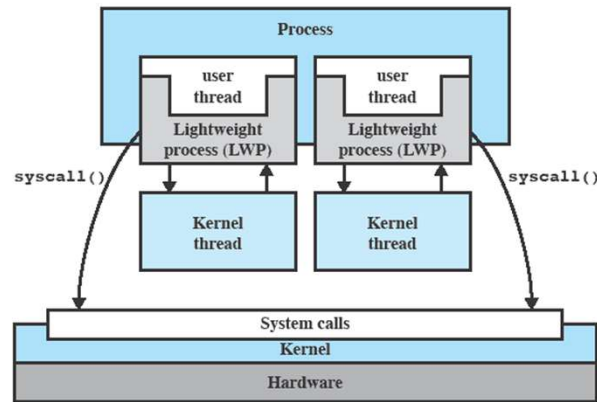 Process
user
thread
user
thread
Lightweight
process (LWP)
Lightweight
process (LWP)
syscall()
syscall()
Kernel
thread
Kernel
thread
System calls
Kernel
Hardware